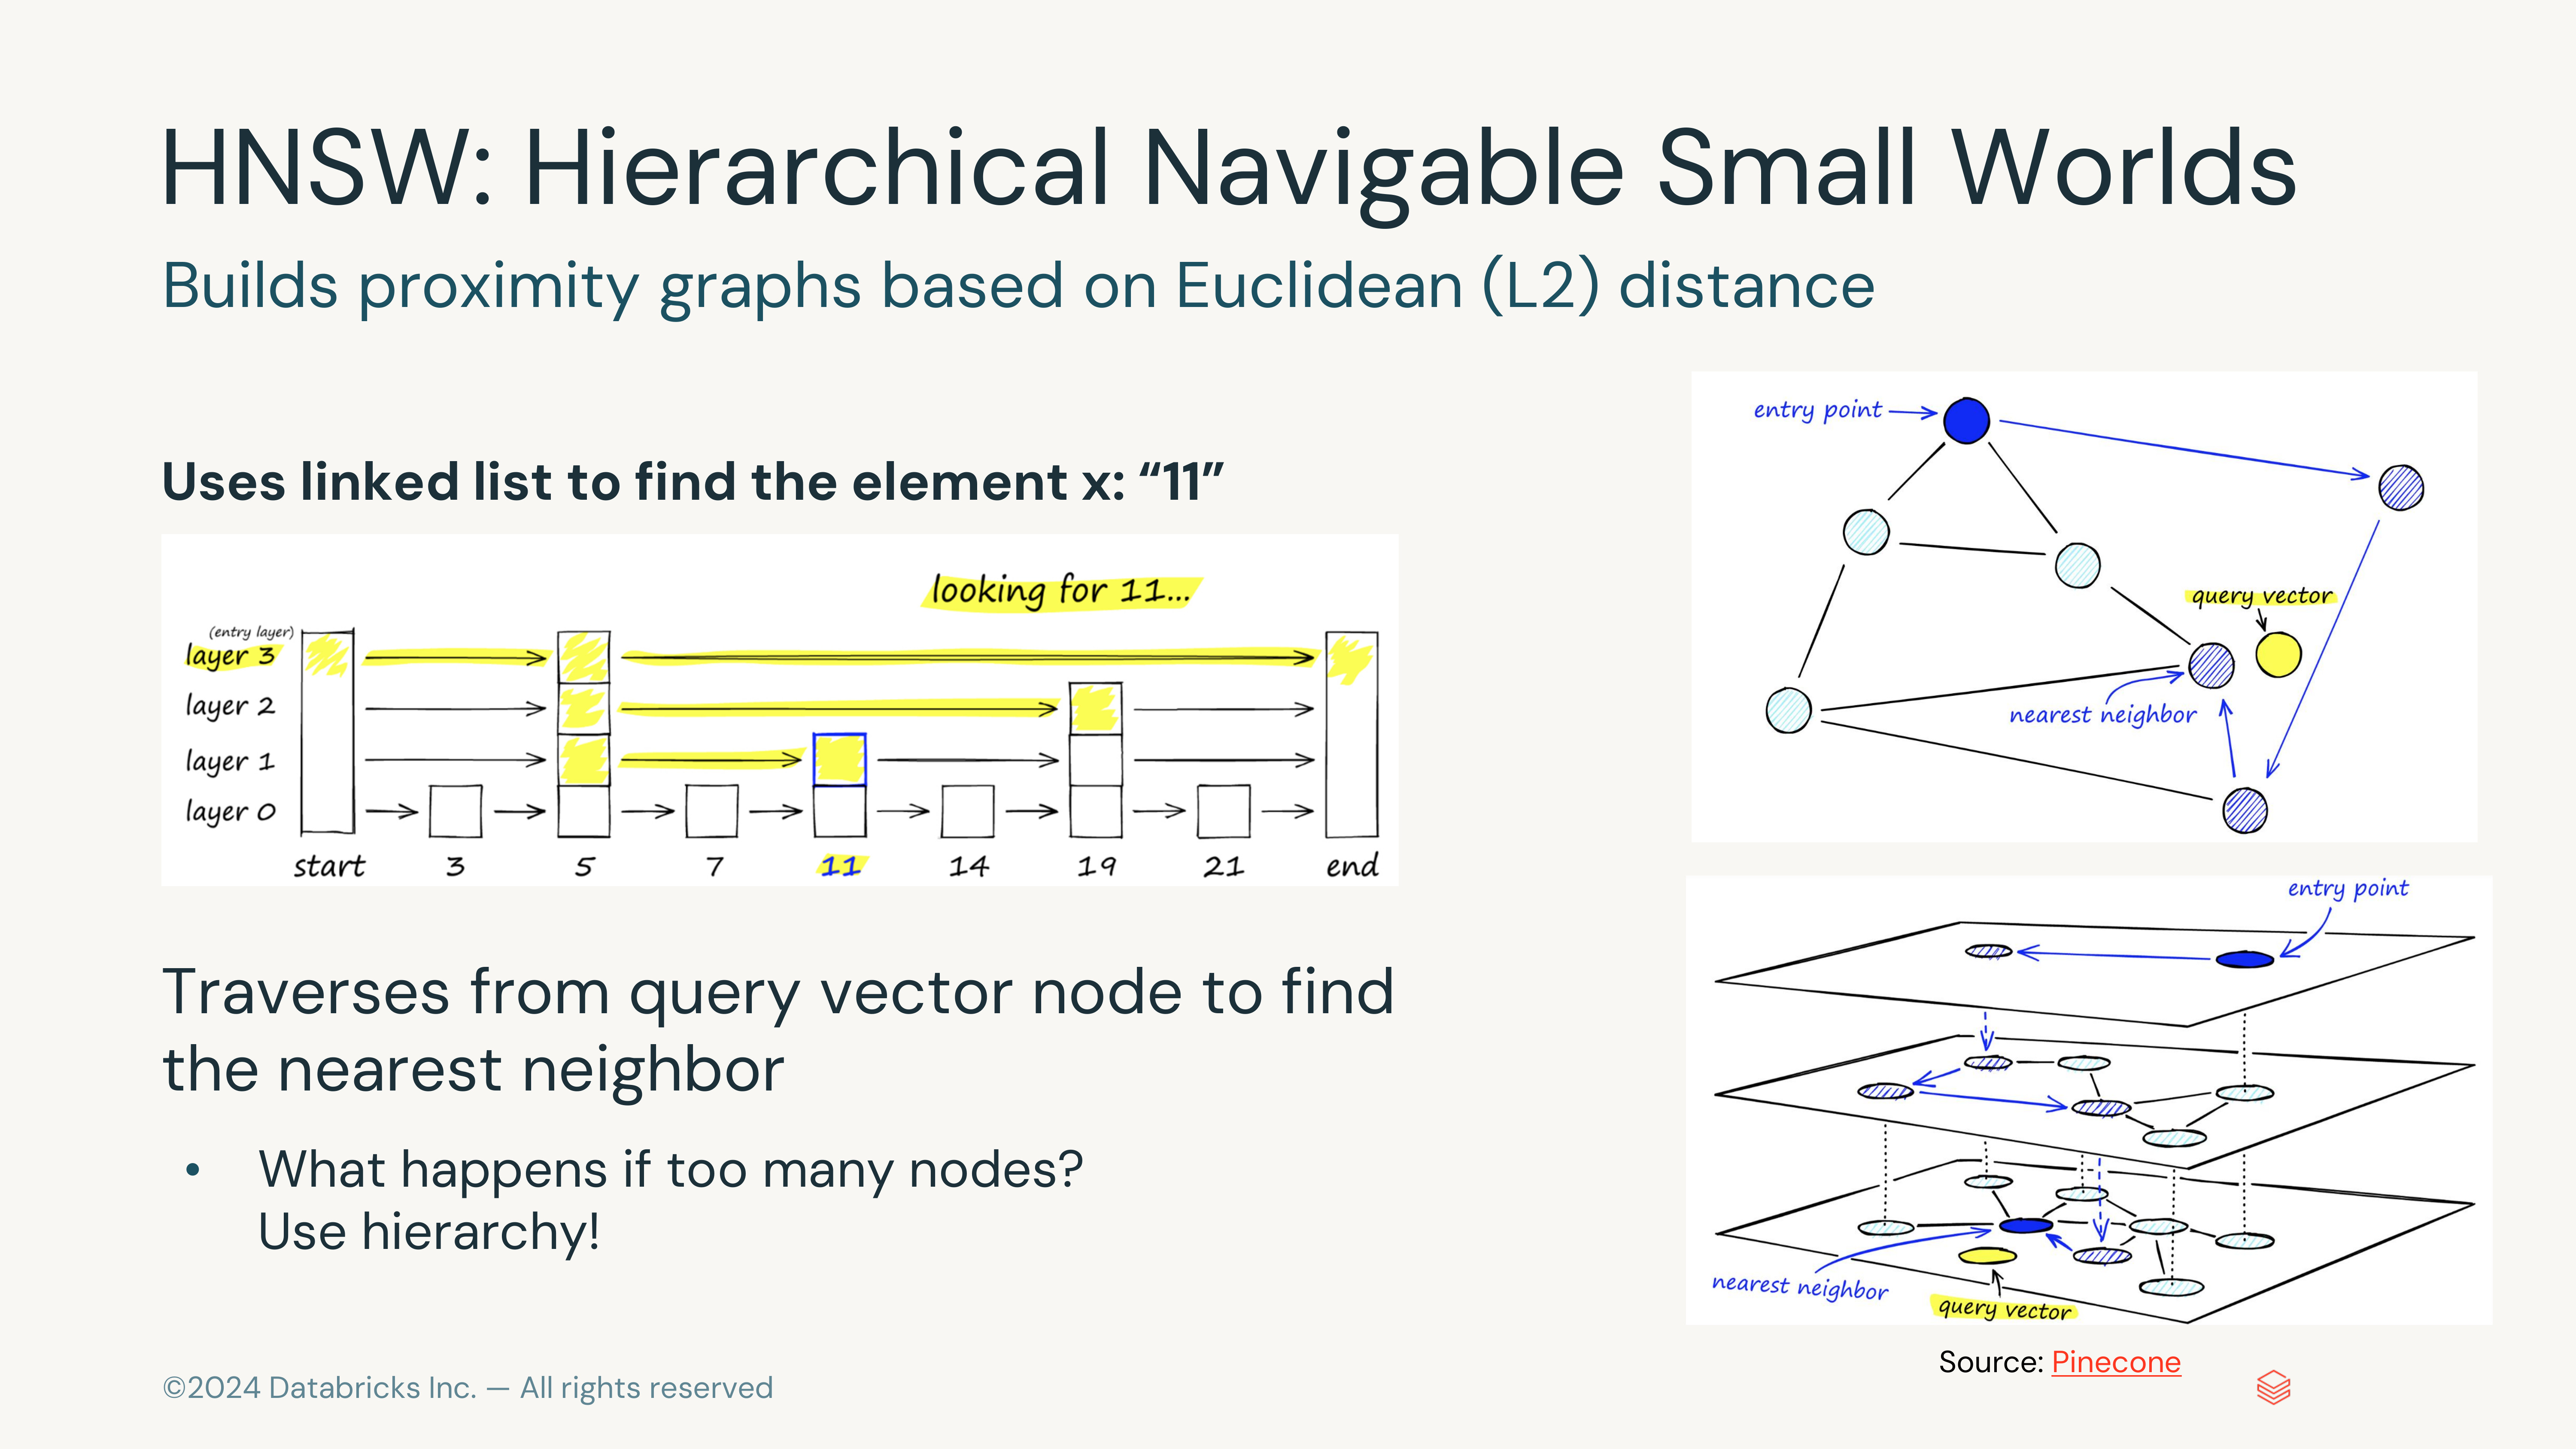 HNSW: Hierarchical Navigable Small Worlds
Builds proximity graphs based on Euclidean (L2) distance
Uses linked list to find the element x: “11”
looking for 11...
(entry layer)
layer 3
layer 2
layer 1
layer 0
start 3 5 7 11 14 19 21 end
Traverses from query vector node to find
the nearest neighbor
• What happens if too many nodes?
Use hierarchy!
entry point
query vector
nearest neighbor
entry point
nearest neighbor
query vector
Source: Pinecone
©2024 Databricks Inc. — All rights reserved